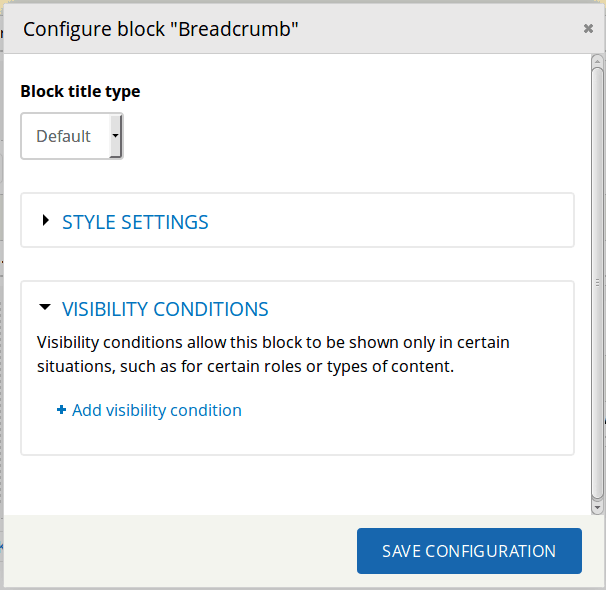 Configure block "Breadcrumb"
Block title type
Default
STYLE SETTINGS
VISIBILITY CONDITIONS
Visibility conditions allow this block to be shown only in certain
situations, such as for certain roles or types of content.
Add visibility condition
SAVE CONFIGURATION